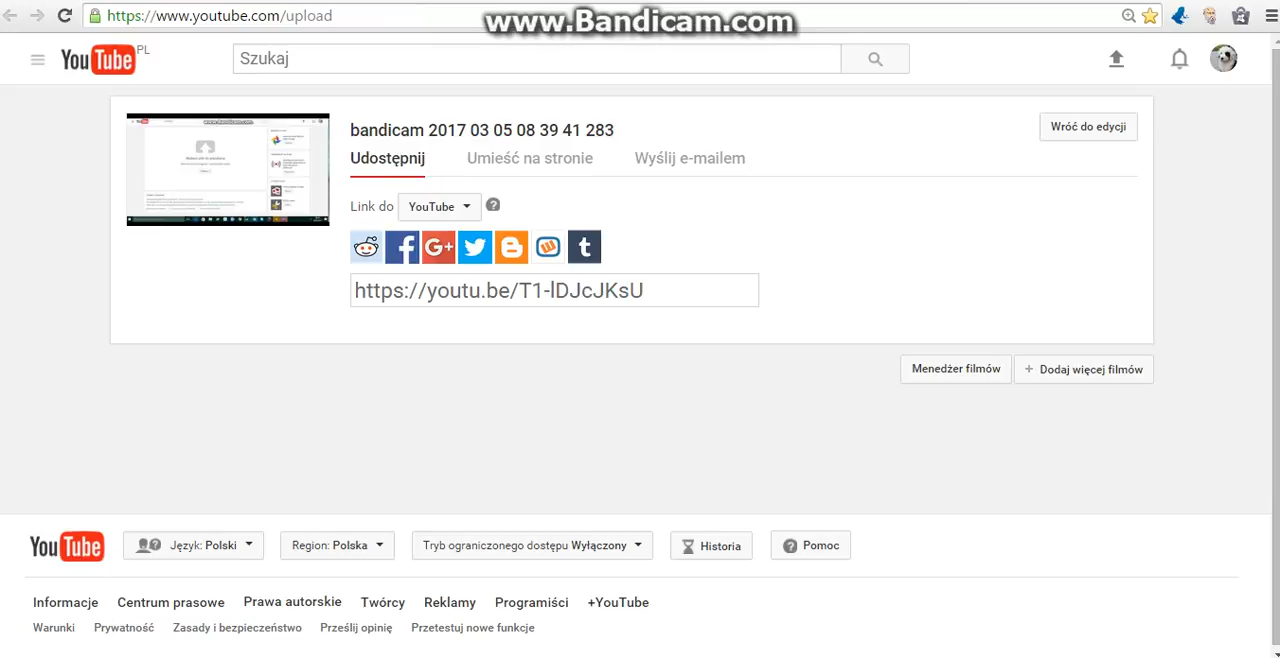 https://www.youtube.com/upload
www.Bandicam.com
YouTube PL
Szukaj
bandicam 2017 03 05 08 39 41 283
Wróć do edycji
Udostępnij Umieść na stronie Wyślij e-mailem
Link do YouTube ?
G+ t
https://youtu.be/T1-lDJcJKsU
Menedżer filmów + Dodaj więcej filmów
YouTube Język: Polski Region: Polska Tryb ograniczonego dostępu Wyłączony Historia ? Pomoc
Informacje Centrum prasowe Prawa autorskie Twórcy Reklamy Programiści +YouTube
Warunki Prywatność Zasady i bezpieczeństwo Prześlij opinię Przetestuj nowe funkcje